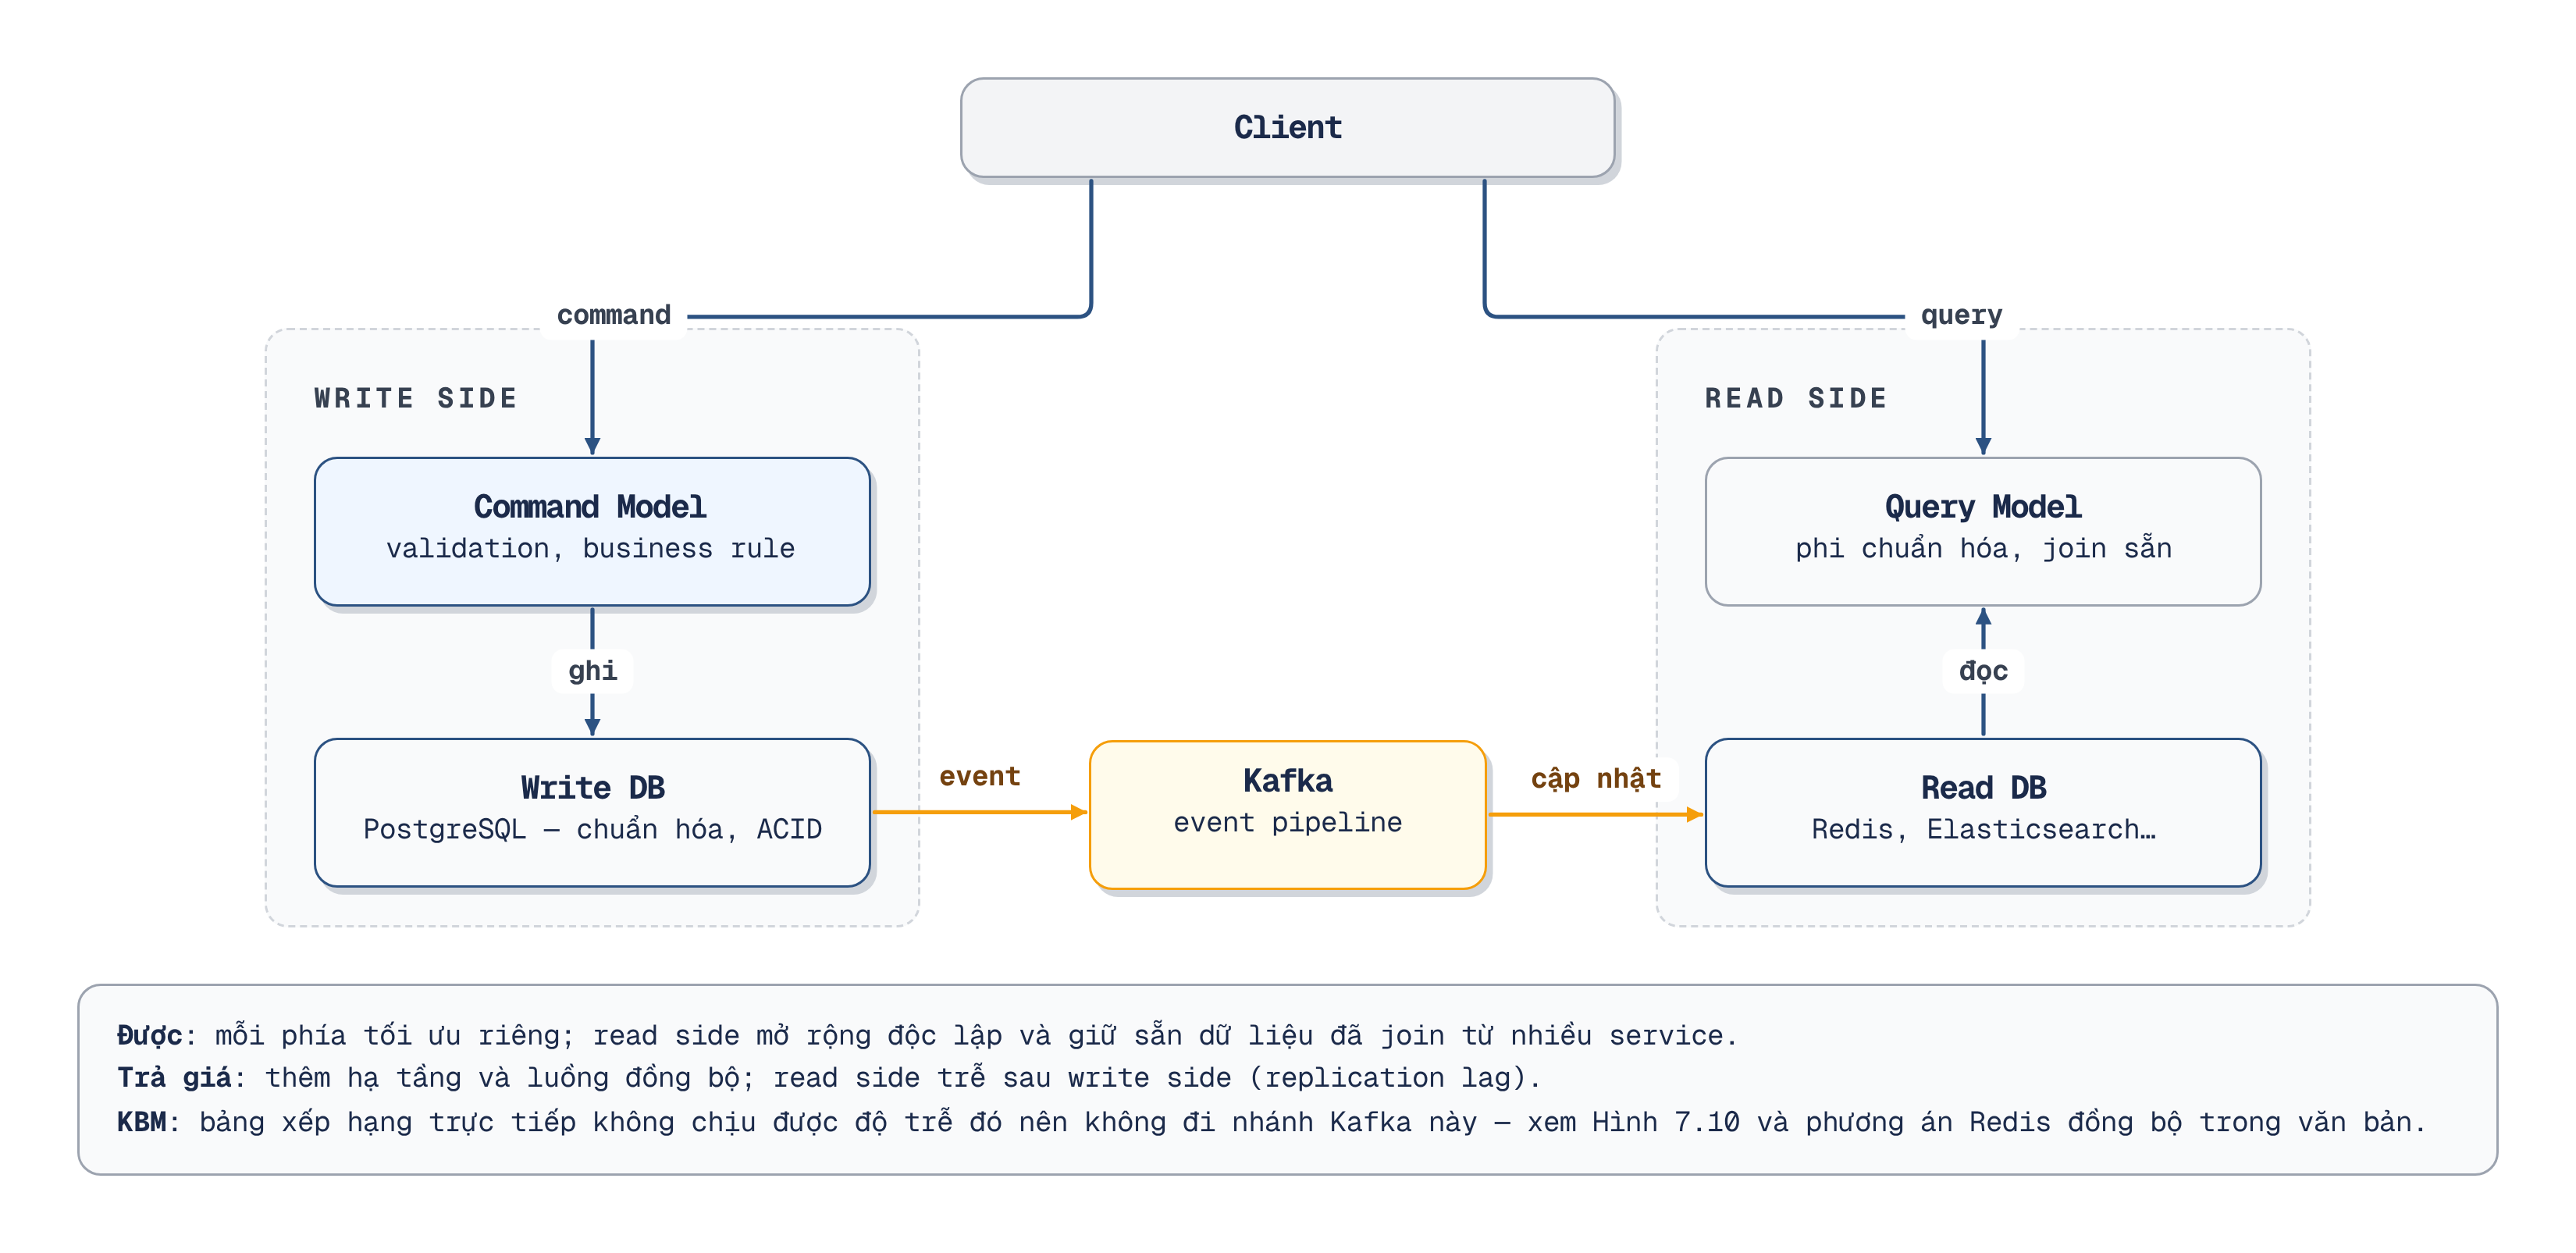 Client
command
query
WRITE SIDE
READ SIDE
Command Model
validation, business rule
Query Model
phi chuẩn hóa, join sẵn
ghi
đọc
Write DB
PostgreSQL — chuẩn hóa, ACID
event
Kafka
event pipeline
cập nhật
Read DB
Redis, Elasticsearch…
Được: mỗi phía tối ưu riêng; read side mở rộng độc lập và giữ sẵn dữ liệu đã join từ nhiều service.
Trả giá: thêm hạ tầng và luồng đồng bộ; read side trễ sau write side (replication lag).
KBM: bảng xếp hạng trực tiếp không chịu được độ trễ đó nên không đi nhánh Kafka này — xem Hình 7.10 và phương án Redis đồng bộ trong văn bản.